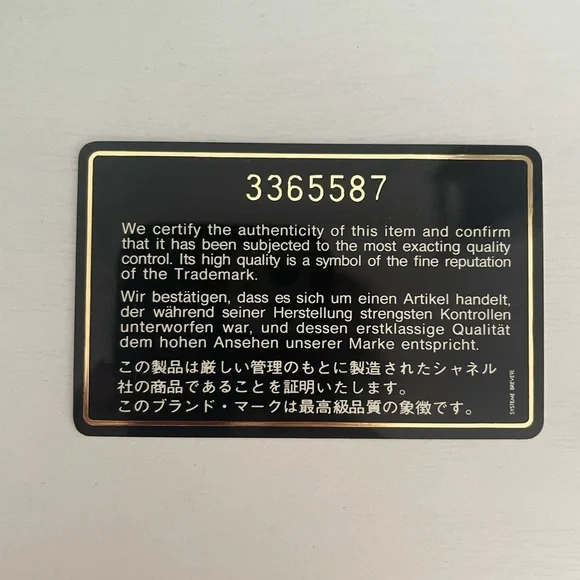 3365587
We certify the authenticity of this item and confirm
that it has been subjected to the most exacting quality
control. Its high quality is a symbol of the fine reputation
of the Trademark.
Wir bestätigen, dass es sich um einen Artikel handelt,
der während seiner Herstellung strengsten Kontrollen
unterworfen war, und dessen erstklassige Qualität
dem hohen Ansehen unserer Marke entspricht.
この製品は厳しい管理のもとに製造されたシャネル
社の商品であることを証明いたします。
このブランド・マークは最高級品質の象徴です。
SYSTEME BREVETE